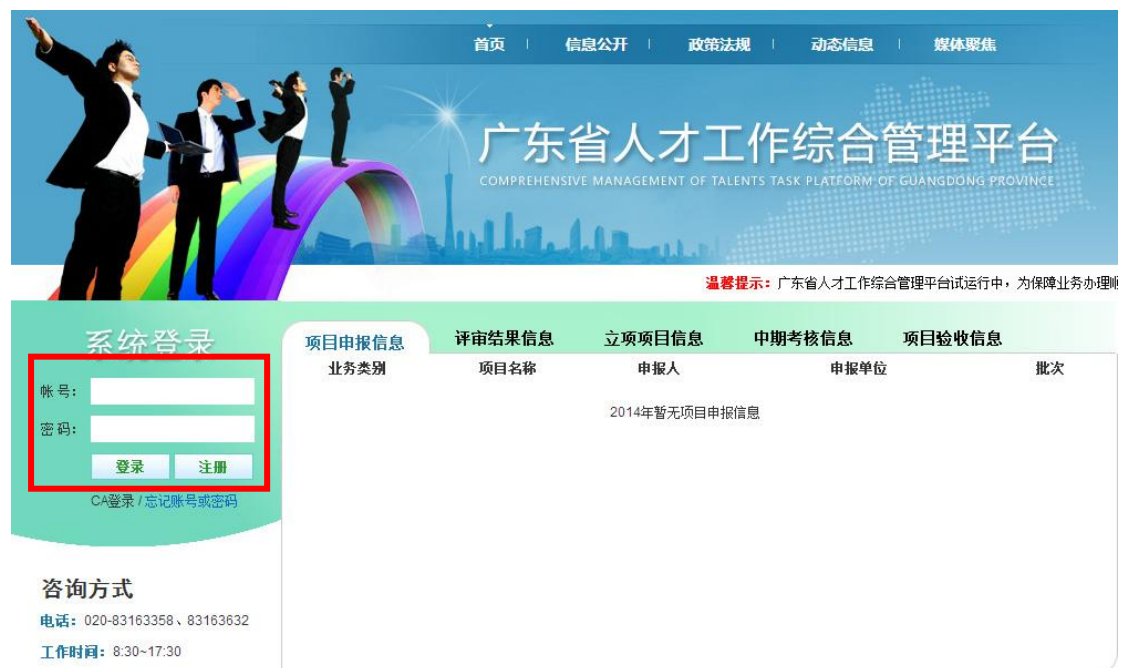 首页 | 信息公开 | 政策法规 | 动态信息 | 媒体聚焦
广东省人才工作综合管理平台
COMPREHENSIVE MANAGEMENT OF TALENTS TASK PLATFORM OF GUANGDONG PROVINCE
温馨提示：广东省人才工作综合管理平台试运行中，为保障业务办理顺
系统登录
帐号：
密码：
登录 注册
CA登录 / 忘记账号或密码
项目申报信息 评审结果信息 立项项目信息 中期考核信息 项目验收信息
业务类别 项目名称 申报人 申报单位 批次
2014年暂无项目申报信息
咨询方式
电话：020-83163358、83163632
工作时间：8:30~17:30